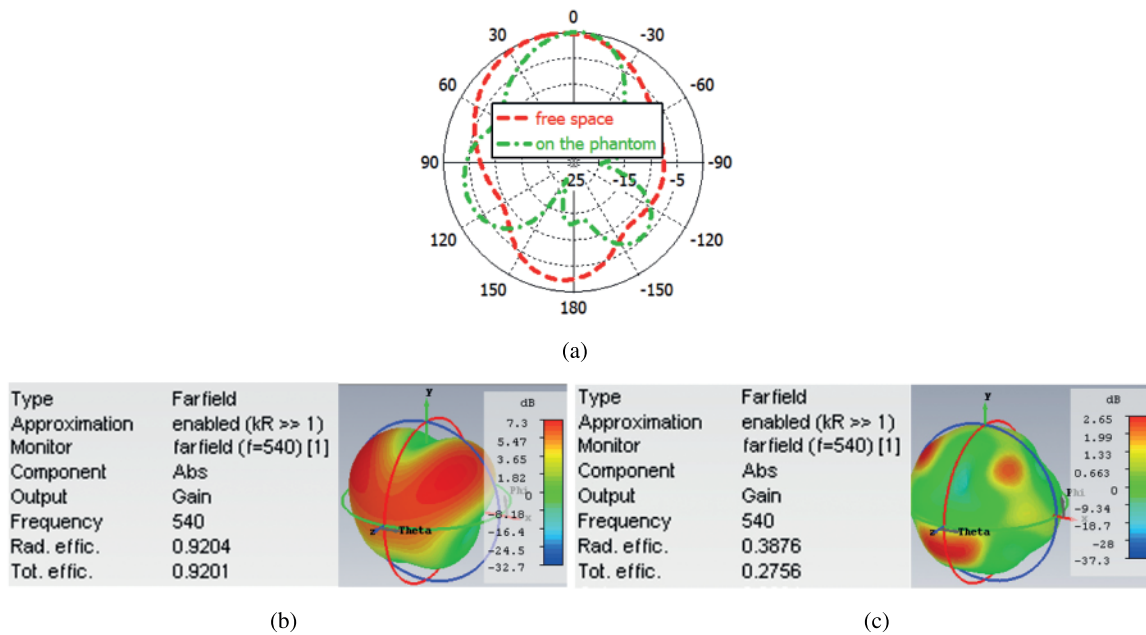 0
30 -30
60 -60
free space
on the phantom
90 -90
-25 -15 -5
120 -120
150 -150
180
(a)
Type Farfield
Approximation enabled (kR >> 1)
Monitor farfield (f=540) [1]
Component Abs
Output Gain
Frequency 540
Rad. effic. 0.9204
Tot. effic. 0.9201
y
Phi
x
z Theta
dB
7.3
5.47
3.65
1.82
0
-8.18
-16.4
-24.5
-32.7
Type Farfield
Approximation enabled (kR >> 1)
Monitor farfield (f=540) [1]
Component Abs
Output Gain
Frequency 540
Rad. effic. 0.3876
Tot. effic. 0.2756
y
Phi
x
z Theta
dB
2.65
1.99
1.33
0.663
0
-9.34
-18.7
-28
-37.3
(b) (c)